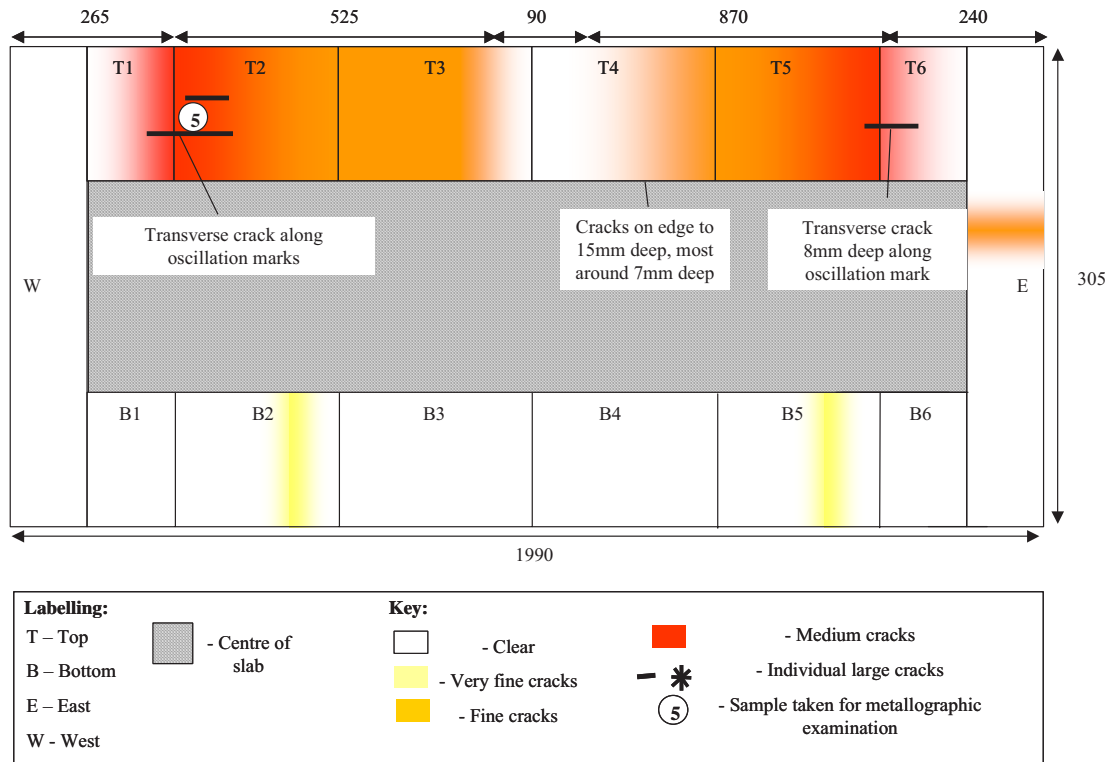 265 525 90 870 240
T1 T2 T3 T4 T5 T6
5
Transverse crack along
oscillation marks
Cracks on edge to
15mm deep, most
around 7mm deep
Transverse crack
8mm deep along
oscillation mark
W
E
305
B1 B2 B3 B4 B5 B6
1990
Labelling:
T – Top
B – Bottom
E – East
W - West
- Centre of
slab
Key:
- Clear
- Very fine cracks
- Fine cracks
- Medium cracks
- Individual large cracks
5 - Sample taken for metallographic
examination